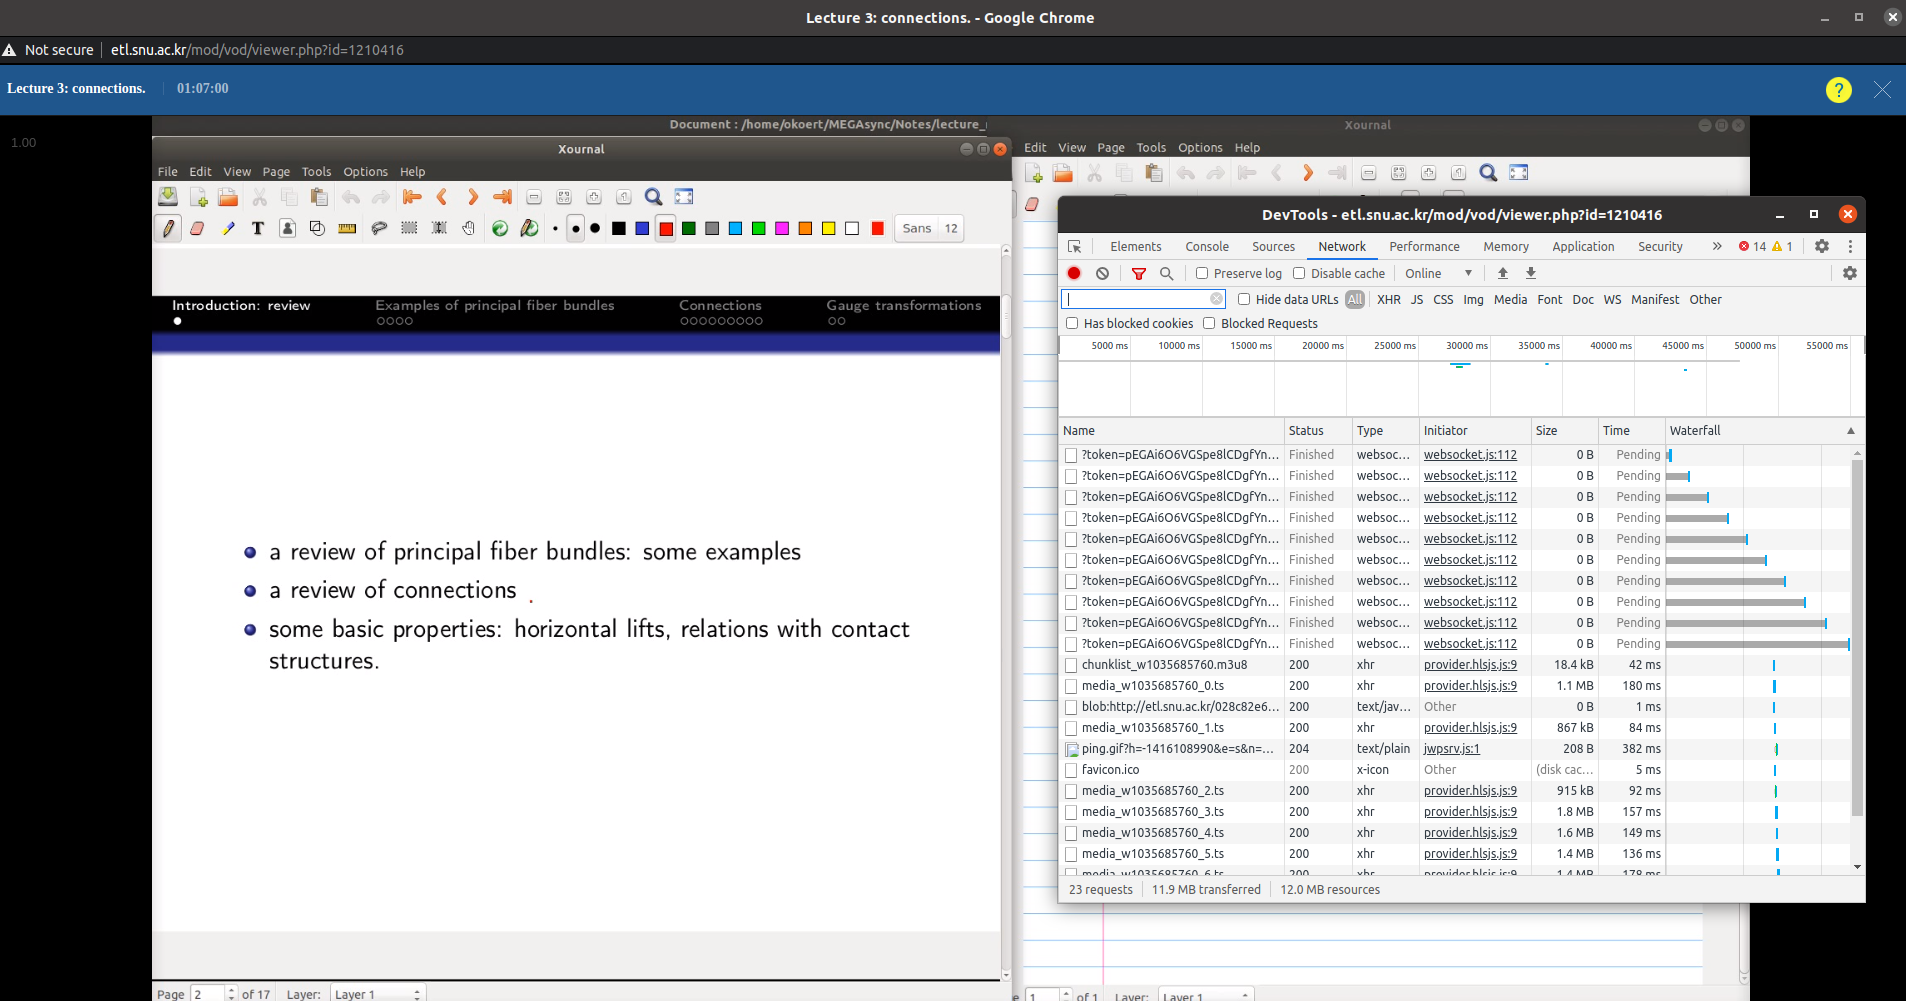 Lecture 3: connections. - Google Chrome
Not secure etl.snu.ac.kr/mod/vod/viewer.php?id=1210416
Lecture 3: connections. 01:07:00
?
1.00
Document : /home/okoert/MEGAsync/Notes/lecture_
Xournal
Xournal
File Edit View Page Tools Options Help
Edit View Page Tools Options Help
Sans 12
Introduction: review Examples of principal fiber bundles Connections Gauge transformations
a review of principal fiber bundles: some examples
a review of connections
some basic properties: horizontal lifts, relations with contact
structures.
Page 2 of 17 Layer: Layer 1
1 of 1 Layer: Layer 1
DevTools - etl.snu.ac.kr/mod/vod/viewer.php?id=1210416
Elements Console Sources Network Performance Memory Application Security » 14 1
Preserve log Disable cache Online
Hide data URLs All XHR JS CSS Img Media Font Doc WS Manifest Other
Has blocked cookies Blocked Requests
5000 ms 10000 ms 15000 ms 20000 ms 25000 ms 30000 ms 35000 ms 40000 ms 45000 ms 50000 ms 55000 ms
Name Status Type Initiator Size Time Waterfall
?token=pEGAi6O6VGSpe8lCDgfYn... Finished websoc... websocket.js:112 0 B Pending
?token=pEGAi6O6VGSpe8lCDgfYn... Finished websoc... websocket.js:112 0 B Pending
?token=pEGAi6O6VGSpe8lCDgfYn... Finished websoc... websocket.js:112 0 B Pending
?token=pEGAi6O6VGSpe8lCDgfYn... Finished websoc... websocket.js:112 0 B Pending
?token=pEGAi6O6VGSpe8lCDgfYn... Finished websoc... websocket.js:112 0 B Pending
?token=pEGAi6O6VGSpe8lCDgfYn... Finished websoc... websocket.js:112 0 B Pending
?token=pEGAi6O6VGSpe8lCDgfYn... Finished websoc... websocket.js:112 0 B Pending
?token=pEGAi6O6VGSpe8lCDgfYn... Finished websoc... websocket.js:112 0 B Pending
?token=pEGAi6O6VGSpe8lCDgfYn... Finished websoc... websocket.js:112 0 B Pending
?token=pEGAi6O6VGSpe8lCDgfYn... Finished websoc... websocket.js:112 0 B Pending
chunklist_w1035685760.m3u8 200 xhr provider.hlsjs.js:9 18.4 kB 42 ms
media_w1035685760_0.ts 200 xhr provider.hlsjs.js:9 1.1 MB 180 ms
blob:http://etl.snu.ac.kr/028c82e6... 200 text/jav... Other 0 B 1 ms
media_w1035685760_1.ts 200 xhr provider.hlsjs.js:9 867 kB 84 ms
ping.gif?h=-1416108990&e=s&n=... 204 text/plain jwpsrv.js:1 208 B 382 ms
favicon.ico 200 x-icon Other (disk cac... 5 ms
media_w1035685760_2.ts 200 xhr provider.hlsjs.js:9 915 kB 92 ms
media_w1035685760_3.ts 200 xhr provider.hlsjs.js:9 1.8 MB 157 ms
media_w1035685760_4.ts 200 xhr provider.hlsjs.js:9 1.6 MB 149 ms
media_w1035685760_5.ts 200 xhr provider.hlsjs.js:9 1.4 MB 136 ms
media_w1035685760_6.ts 200 xhr provider.hlsjs.js:9 1.4 MB 178 ms
23 requests 11.9 MB transferred 12.0 MB resources